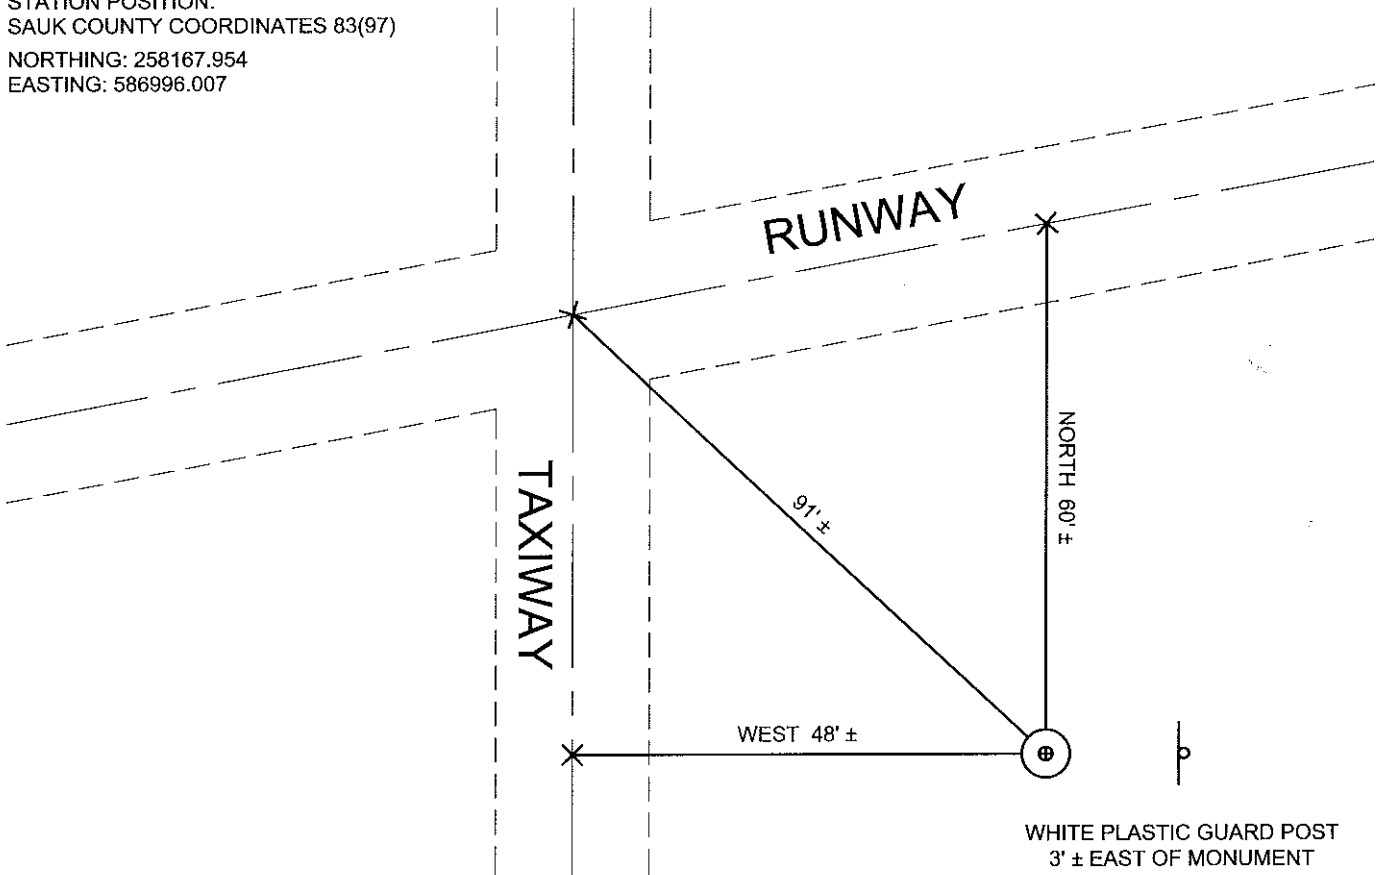 STATION POSITION:
SAUK COUNTY COORDINATES 83(97)
NORTHING: 258167.954
EASTING: 586996.007
RUNWAY
TAXIWAY
NORTH 60' ±
91' ±
WEST 48' ±
WHITE PLASTIC GUARD POST
3' ± EAST OF MONUMENT